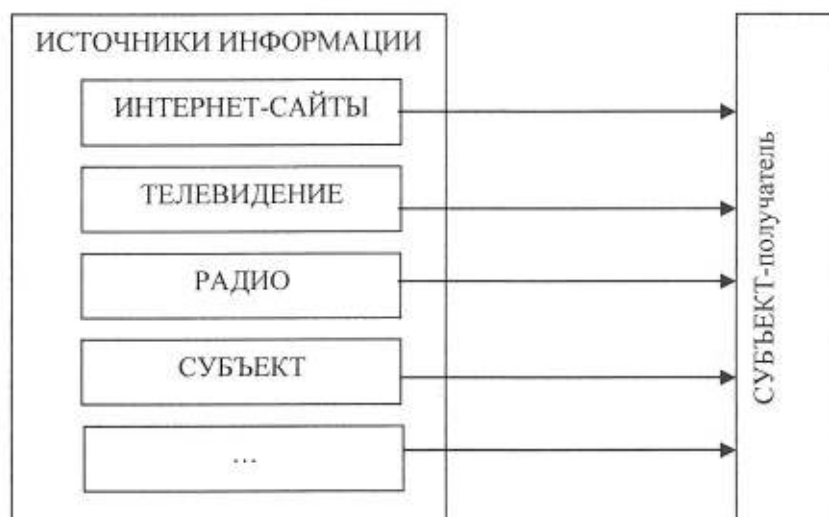 ИСТОЧНИКИ ИНФОРМАЦИИ
ИНТЕРНЕТ-САЙТЫ
ТЕЛЕВИДЕНИЕ
РАДИО
СУБЪЕКТ
...
СУБЪЕКТ-получатель